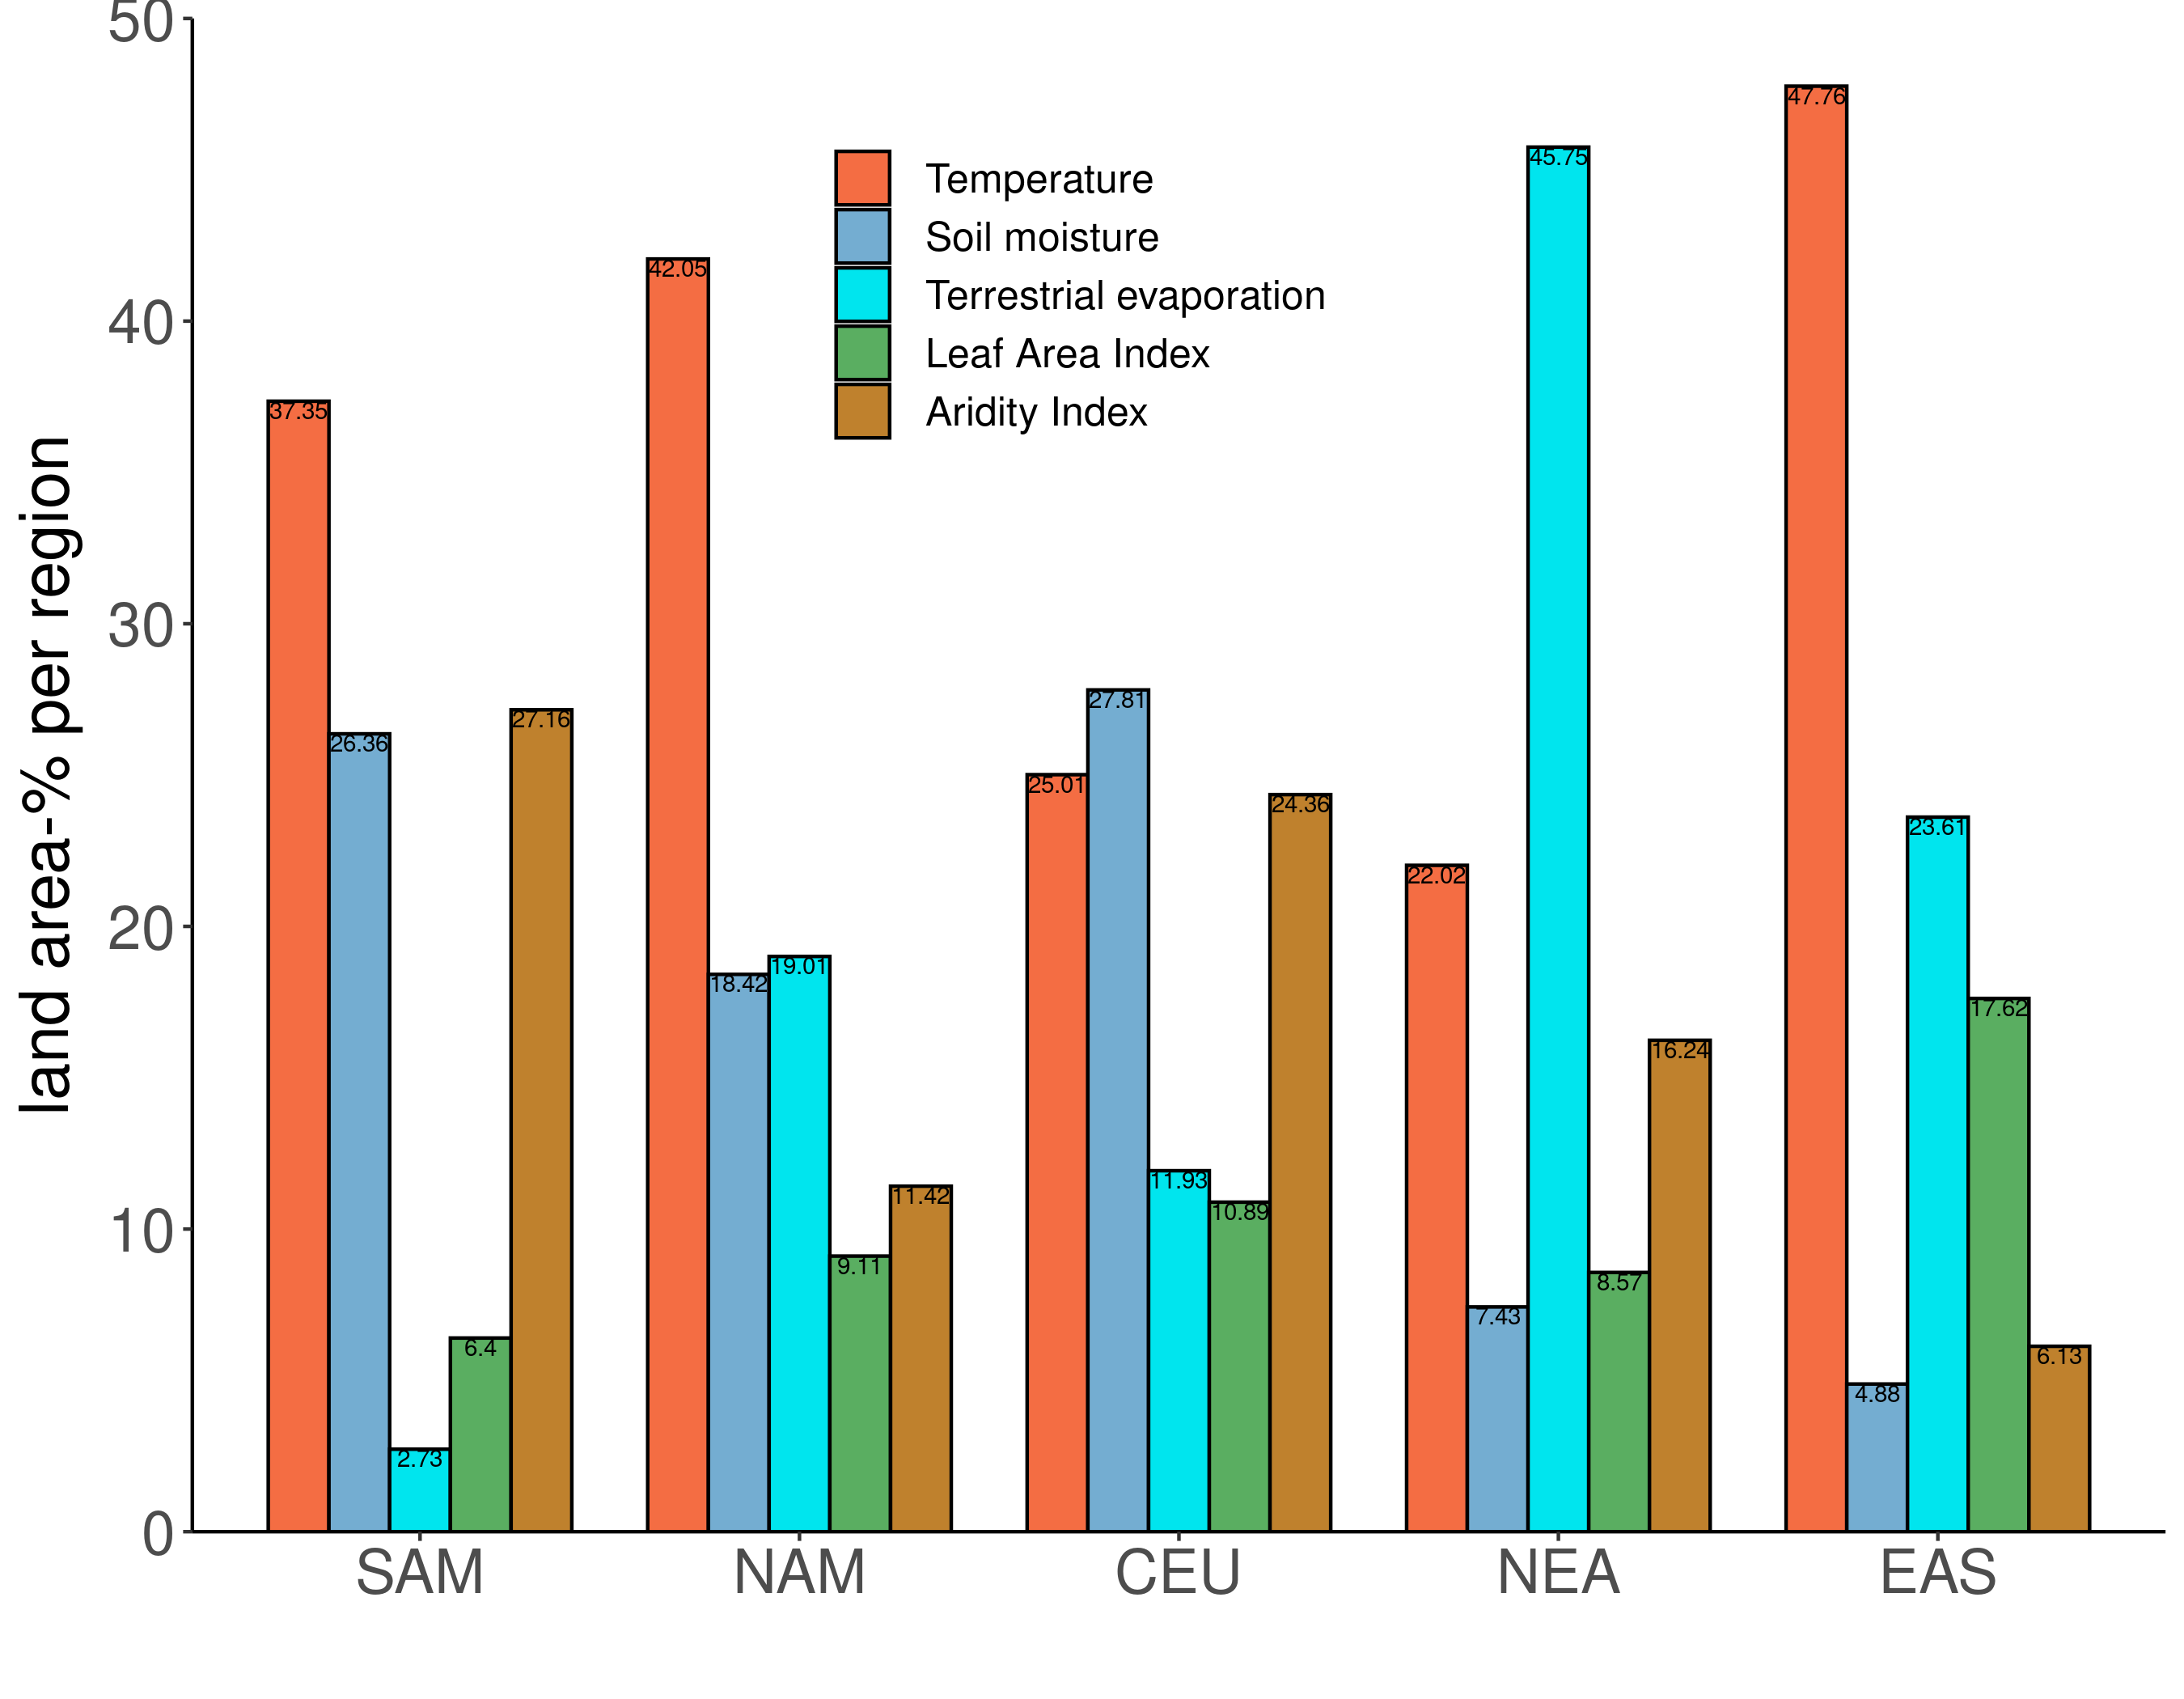 land area-% per region
50
40
30
20
10
0
Temperature
Soil moisture
Terrestrial evaporation
Leaf Area Index
Aridity Index
37.35
26.36
2.73
6.4
27.16
42.05
18.42
19.01
9.11
11.42
25.01
27.81
11.93
10.89
24.36
22.02
7.43
45.75
8.57
16.24
47.76
4.88
23.61
17.62
6.13
SAM
NAM
CEU
NEA
EAS